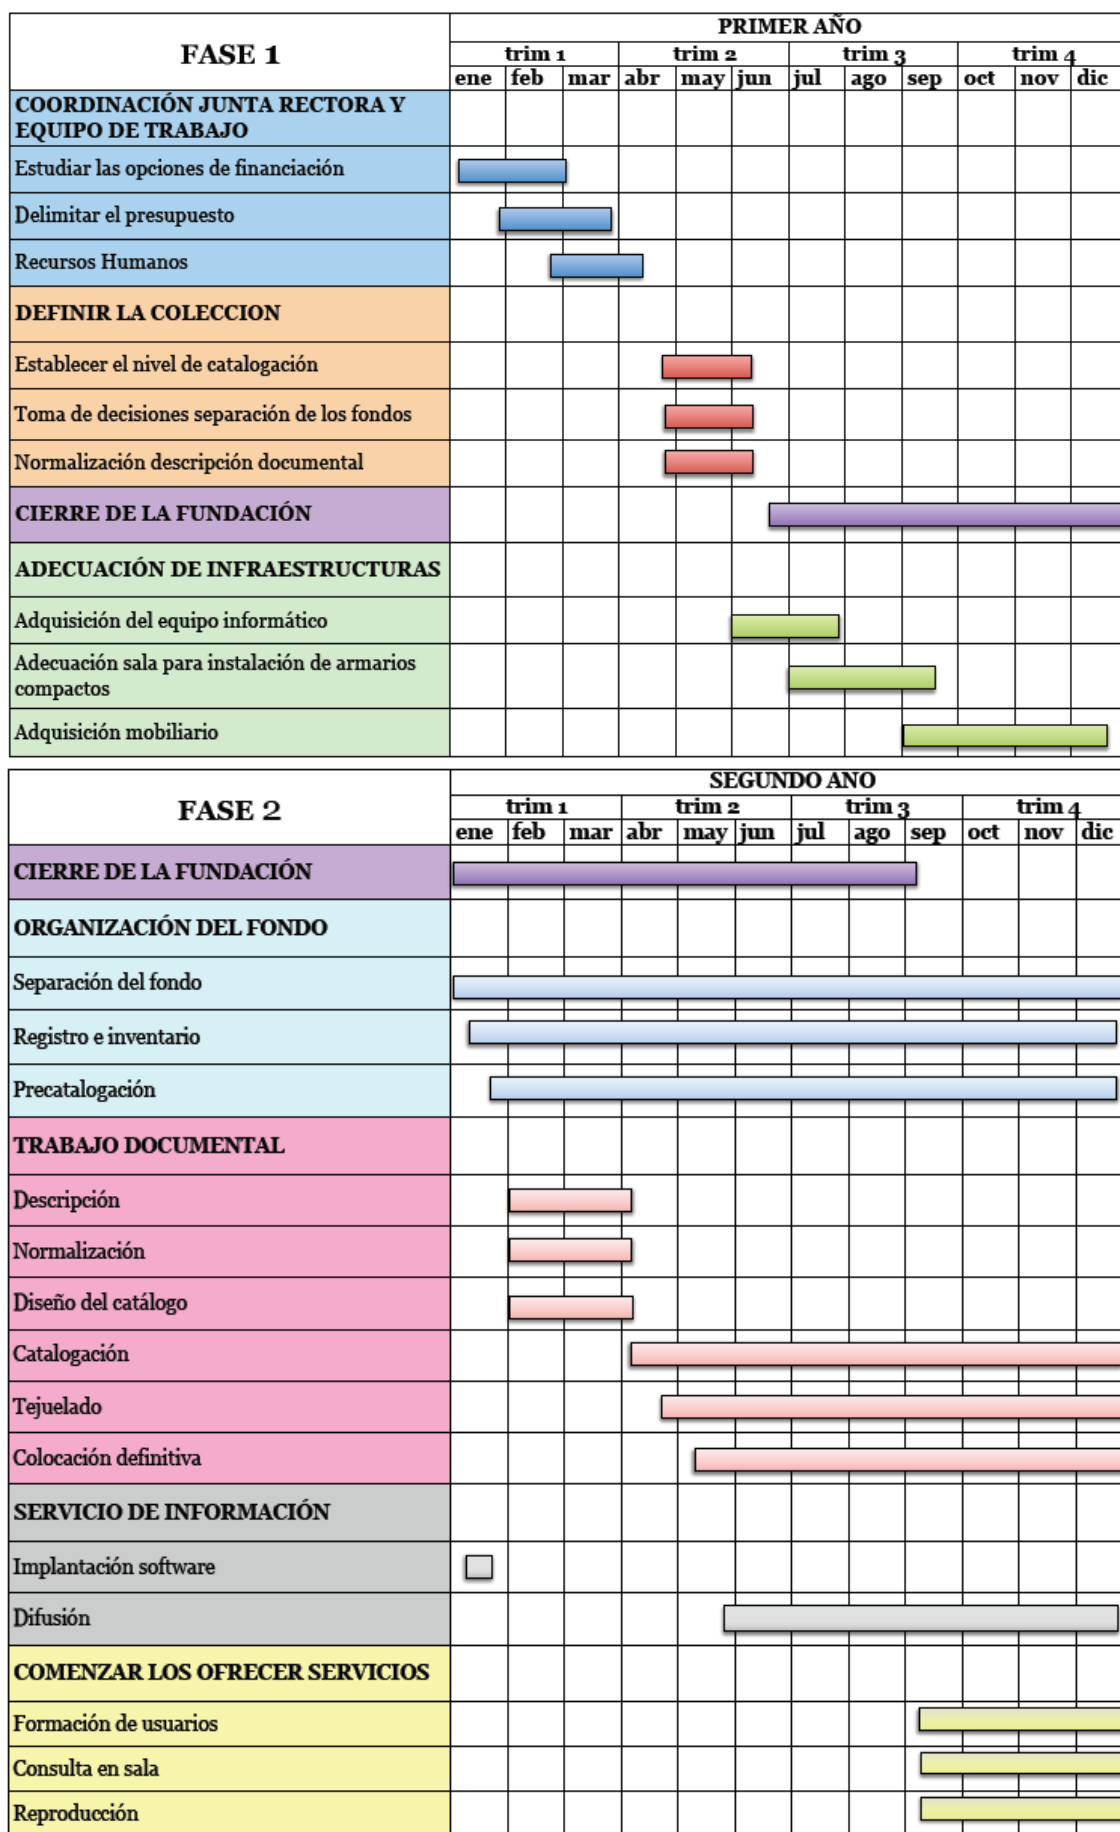 FASE 1
PRIMER AÑO
trim 1 trim 2 trim 3 trim 4
ene feb mar abr may jun jul ago sep oct nov dic
COORDINACIÓN JUNTA RECTORA Y
EQUIPO DE TRABAJO
Estudiar las opciones de financiación
Delimitar el presupuesto
Recursos Humanos
DEFINIR LA COLECCION
Establecer el nivel de catalogación
Toma de decisiones separación de los fondos
Normalización descripción documental
CIERRE DE LA FUNDACIÓN
ADECUACIÓN DE INFRAESTRUCTURAS
Adquisición del equipo informático
Adecuación sala para instalación de armarios
compactos
Adquisición mobiliario
FASE 2
SEGUNDO AÑO
trim 1 trim 2 trim 3 trim 4
ene feb mar abr may jun jul ago sep oct nov dic
CIERRE DE LA FUNDACIÓN
ORGANIZACIÓN DEL FONDO
Separación del fondo
Registro e inventario
Precatalogación
TRABAJO DOCUMENTAL
Descripción
Normalización
Diseño del catálogo
Catalogación
Tejuelado
Colocación definitiva
SERVICIO DE INFORMACIÓN
Implantación software
Difusión
COMENZAR LOS OFRECER SERVICIOS
Formación de usuarios
Consulta en sala
Reproducción